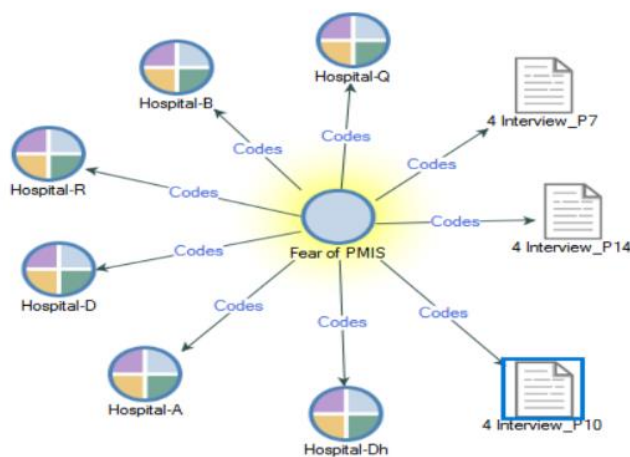 Hospital-Q
Hospital-B
4 Interview_P7
Codes
Codes
Codes
Hospital-R
Codes
Codes
4 Interview_P14
Fear of PMIS
Codes
Hospital-D
Codes
Codes
Codes
Hospital-A
4 Interview_P10
Hospital-Dh